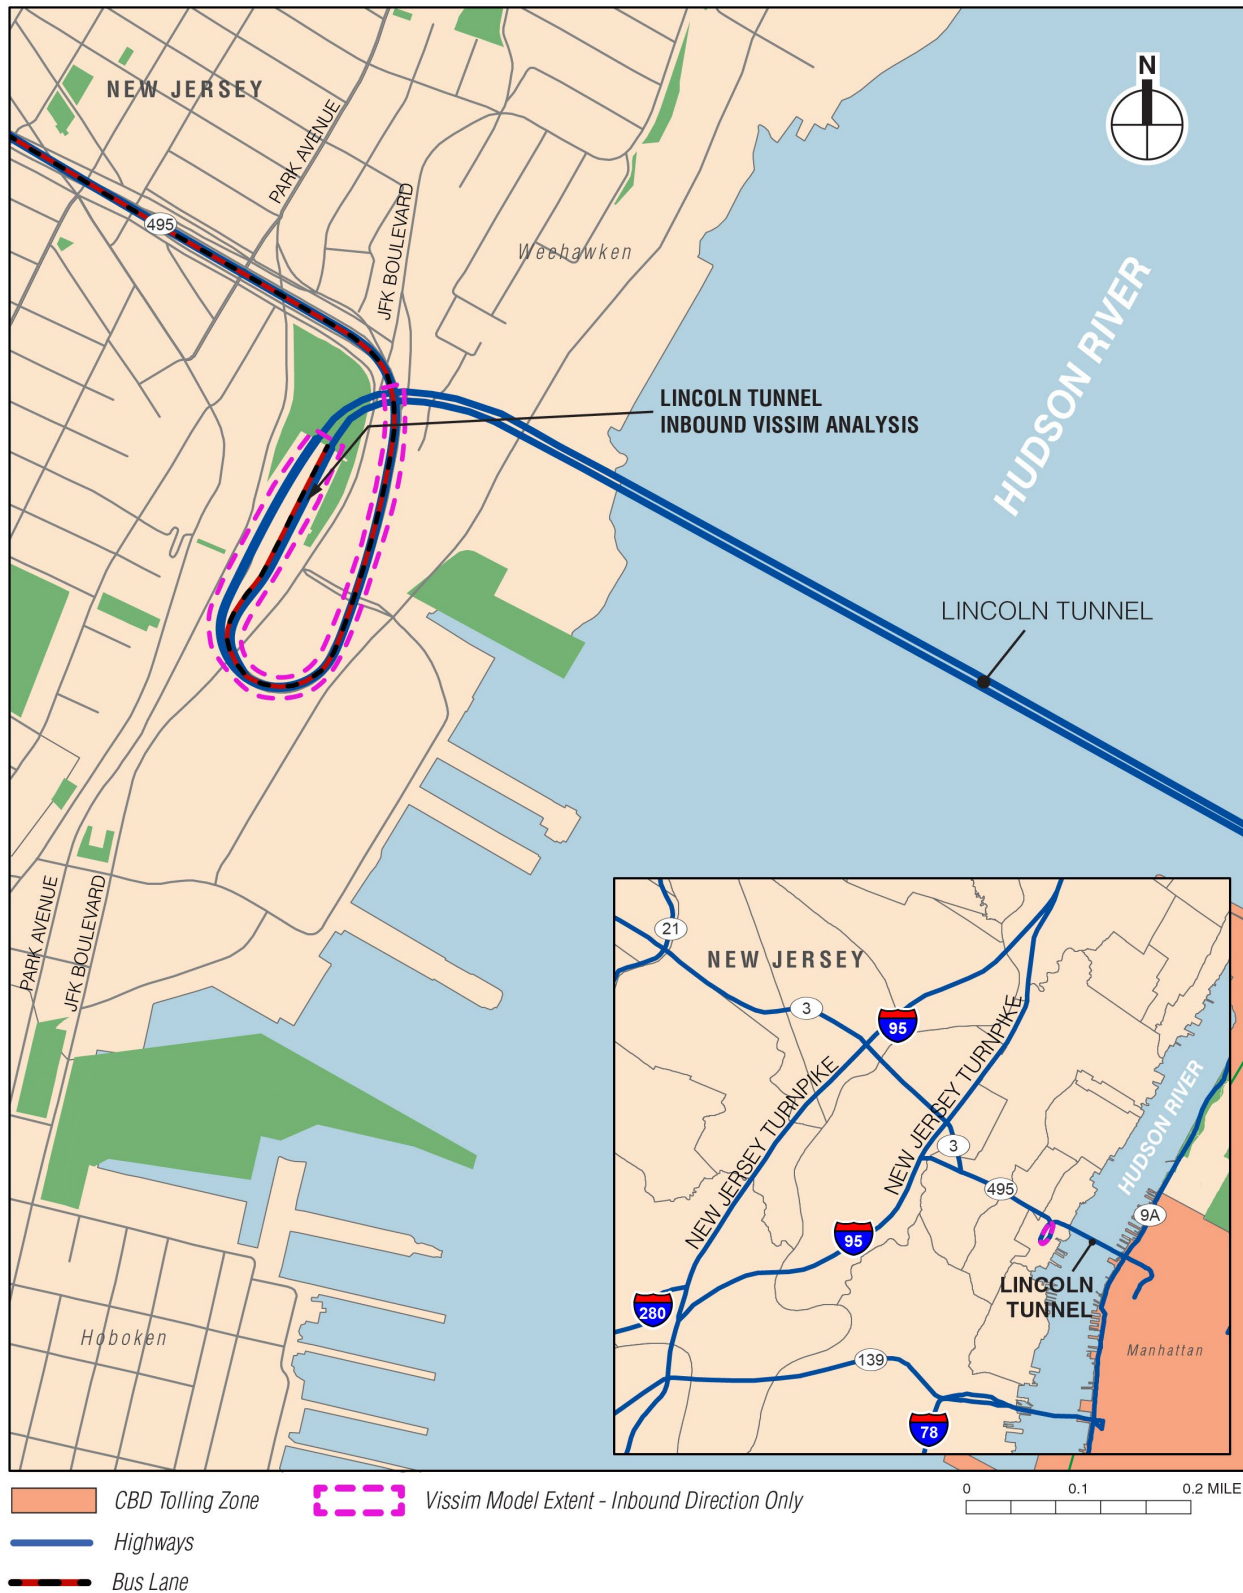 N
NEW JERSEY
PARK AVENUE
495
JFK BOULEVARD
Weehawken
HUDSON RIVER
LINCOLN TUNNEL
INBOUND VISSIM ANALYSIS
LINCOLN TUNNEL
PARK AVENUE
JFK BOULEVARD
Hoboken
21
NEW JERSEY
3
95
NEW JERSEY TURNPIKE
NEW JERSEY TURNPIKE
3
495
HUDSON RIVER
9A
95
LINCOLN
TUNNEL
280
Manhattan
139
78
CBD Tolling Zone
Vissim Model Extent - Inbound Direction Only
0 0.1 0.2 MILE
Highways
Bus Lane